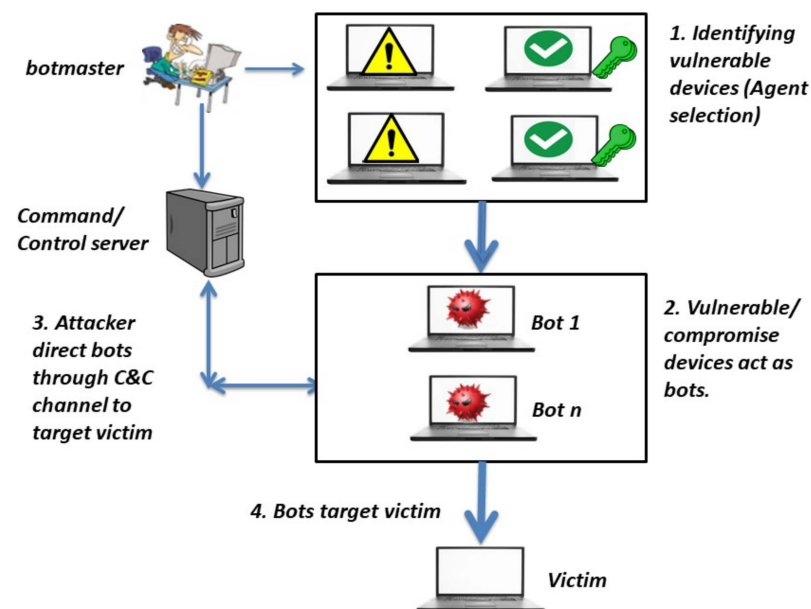 botmaster
1. Identifying
vulnerable
devices (Agent
selection)
Command/
Control server
3. Attacker
direct bots
through C&C
channel to
target victim
Bot 1
Bot n
2. Vulnerable/
compromise
devices act as
bots.
4. Bots target victim
Victim